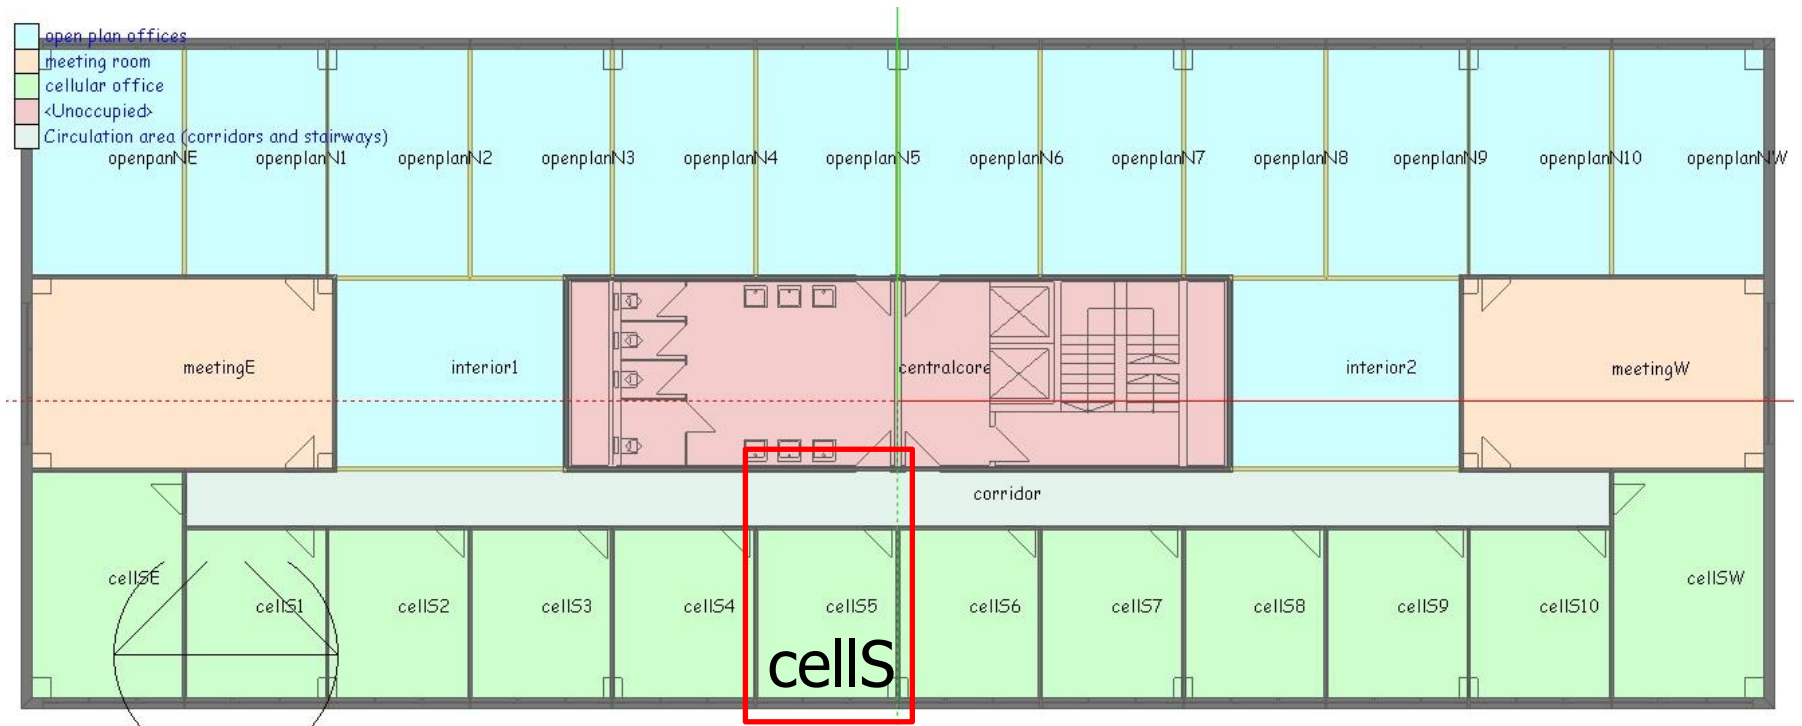 open plan offices
meeting room
cellular office
<Unoccupied>
Circulation area (corridors and stairways)
openpanNE openplanN1 openplanN2 openplanN3 openplanN4 openplanN5 openplanN6 openplanN7 openplanN8 openplanN9 openplanN10 openplanNW
meetingE interior1 centralcore interior2 meetingW
corridor
cellSE cellSW
cellS1 cellS2 cellS3 cellS4 cellS5 cellS6 cellS7 cellS8 cellS9 cellS10
cellS